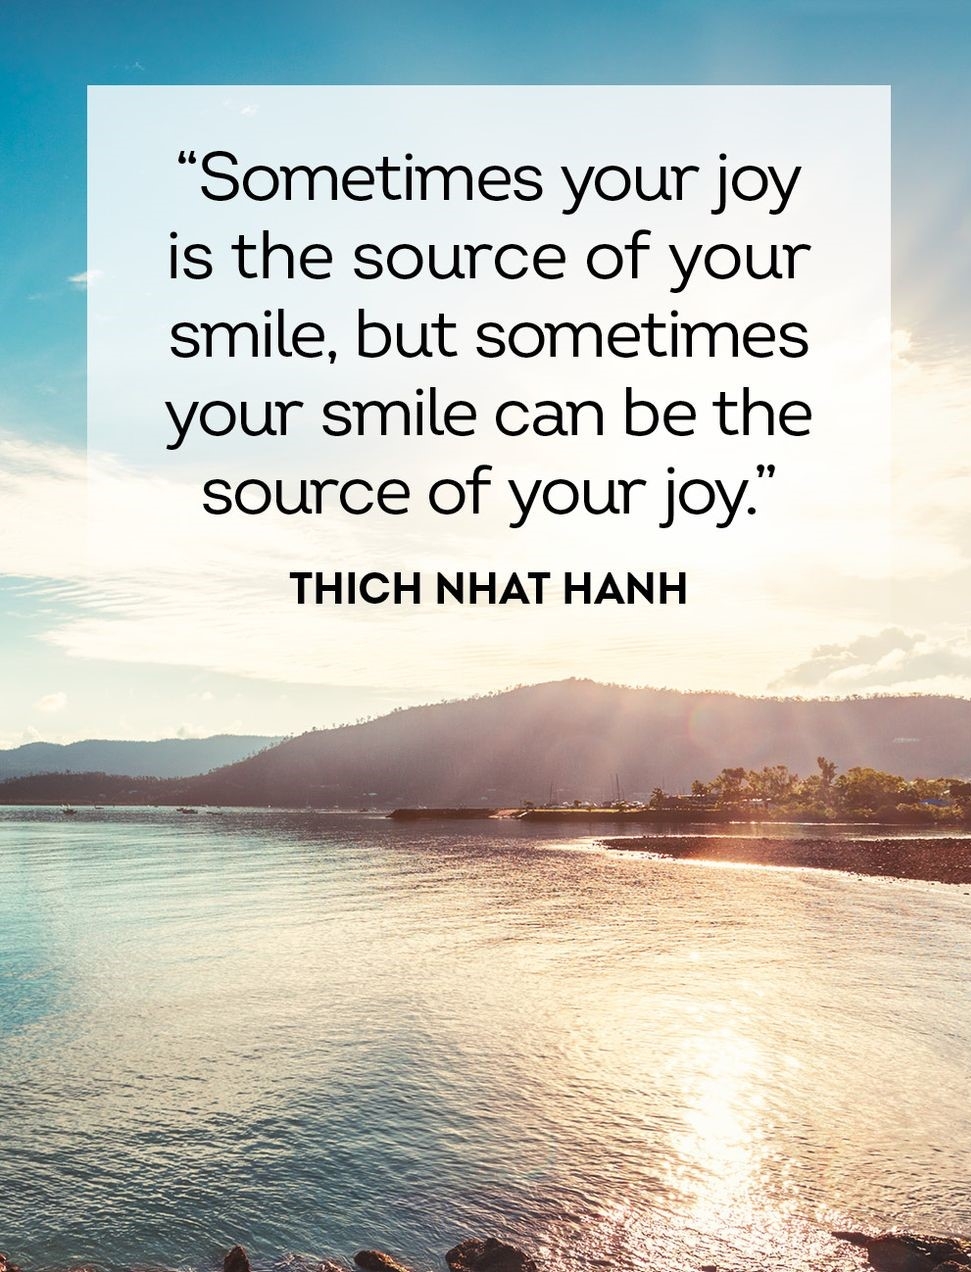 “Sometimes your joy
is the source of your
smile, but sometimes
your smile can be the
source of your joy.”
THICH NHAT HANH